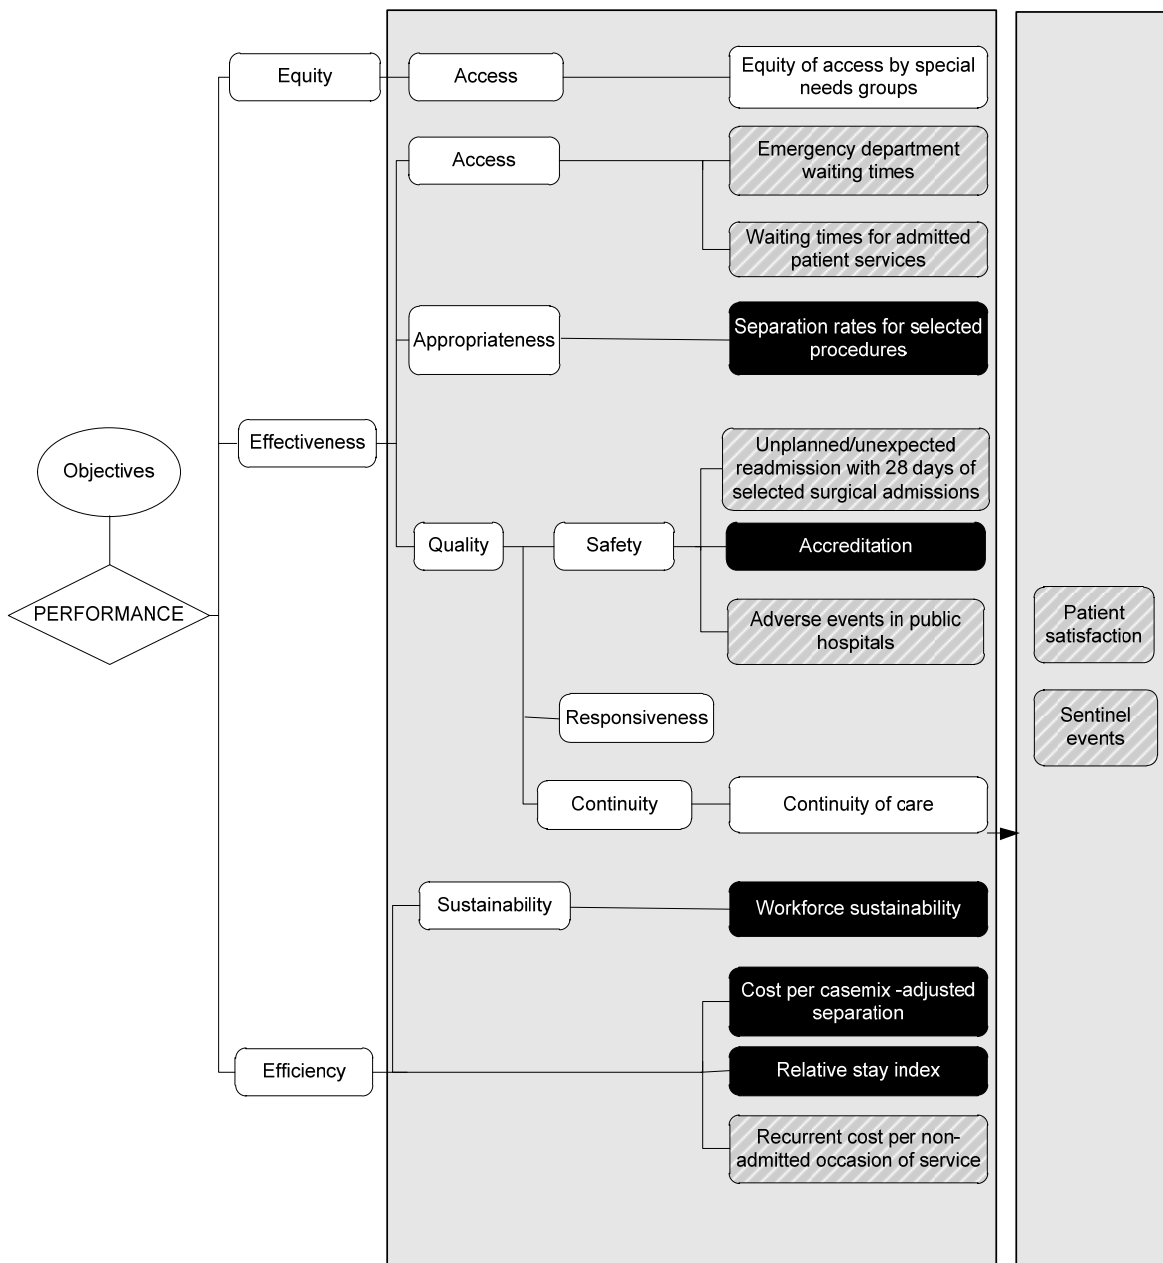 Equity
Access
Equity of access by special
needs groups
Access
Emergency department
waiting times
Waiting times for admitted
patient services
Appropriateness
Separation rates for selected
procedures
Objectives
Effectiveness
Unplanned/unexpected
readmission with 28 days of
selected surgical admissions
Quality
Safety
Accreditation
PERFORMANCE
Adverse events in public
hospitals
Patient
satisfaction
Responsiveness
Sentinel
events
Continuity
Continuity of care
Sustainability
Workforce sustainability
Cost per casemix -adjusted
separation
Efficiency
Relative stay index
Recurrent cost per non-
admitted occasion of service